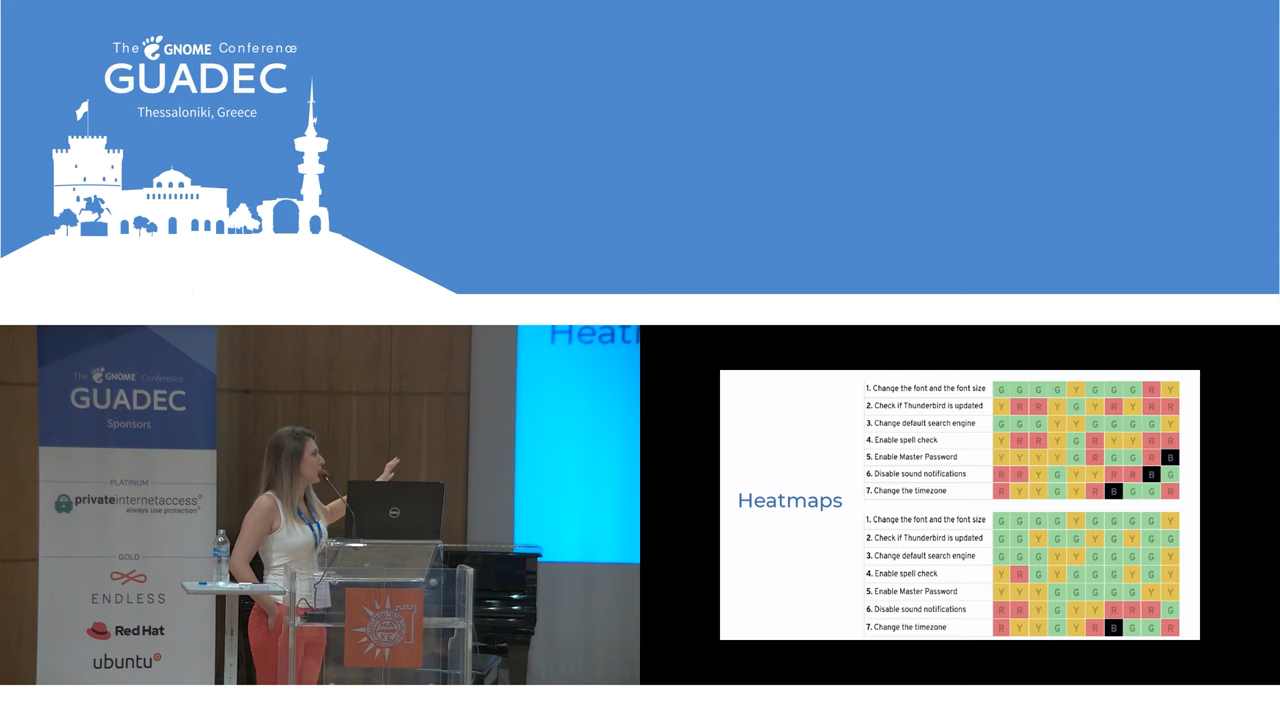 The GNOME Conference
GUADEC
Thessaloniki, Greece
The GNOME Conference
GUADEC
Sponsors
PLATINUM
privateinternetaccess®
always use protection®
GOLD
ENDLESS
Red Hat
ubuntu®
DELL
Heatmaps
1. Change the font and the font size G G G G Y G G G R Y
2. Check if Thunderbird is updated Y R R Y G Y R Y R R
3. Change default search engine G G G Y Y G G G G Y
4. Enable spell check Y R R Y G R Y Y R R
5. Enable Master Password Y Y Y Y G R G G R B
6. Disable sound notifications R R Y G Y Y R R B G
7. Change the timezone R Y Y G Y R B G G R
1. Change the font and the font size G G G G Y G G G G Y
2. Check if Thunderbird is updated G G Y G G Y G Y G G
3. Change default search engine G G G Y Y G G G G Y
4. Enable spell check Y R G Y G G G Y G Y
5. Enable Master Password Y Y Y G G G G G Y Y
6. Disable sound notifications R R Y G Y Y R R R G
7. Change the timezone R Y Y G Y R B G G R